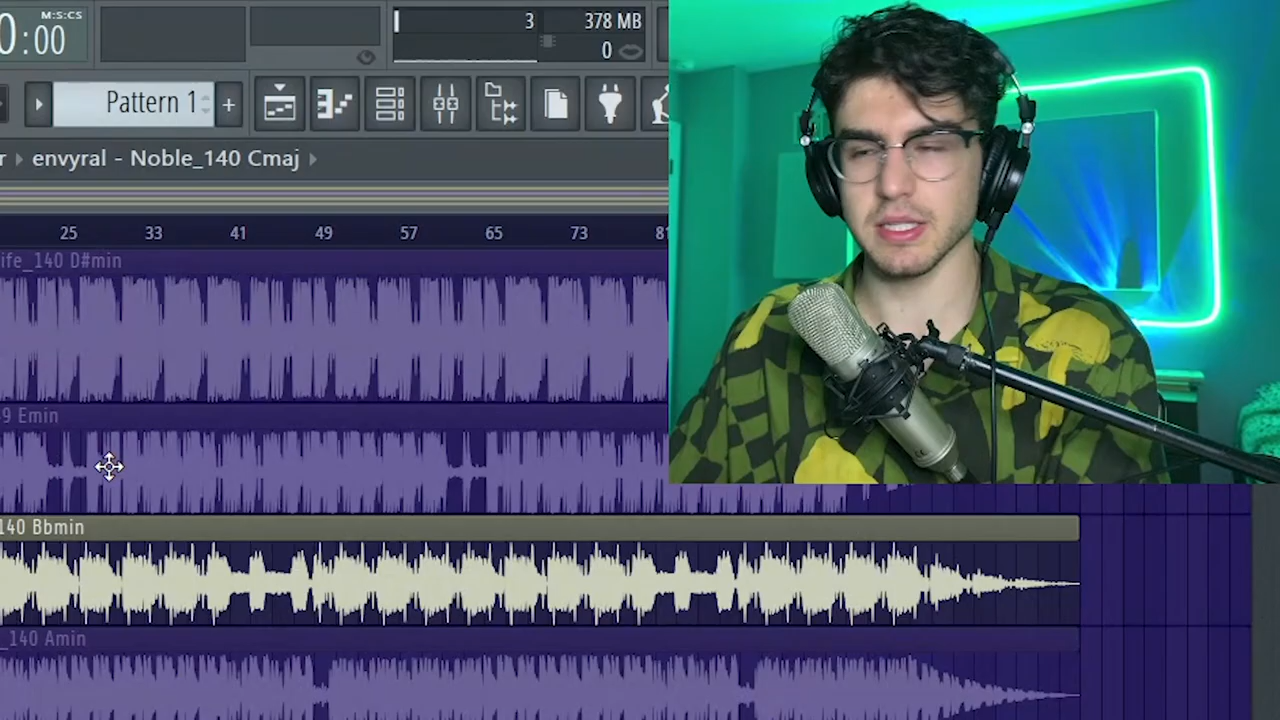 M:S:CS
0:00
3
378 MB
0
Pattern 1
+
r envyral - Noble_140 Cmaj
25 33 41 49 57 65 73 81
ife_140 D#min
9 Emin
140 Bbmin
_140 Amin